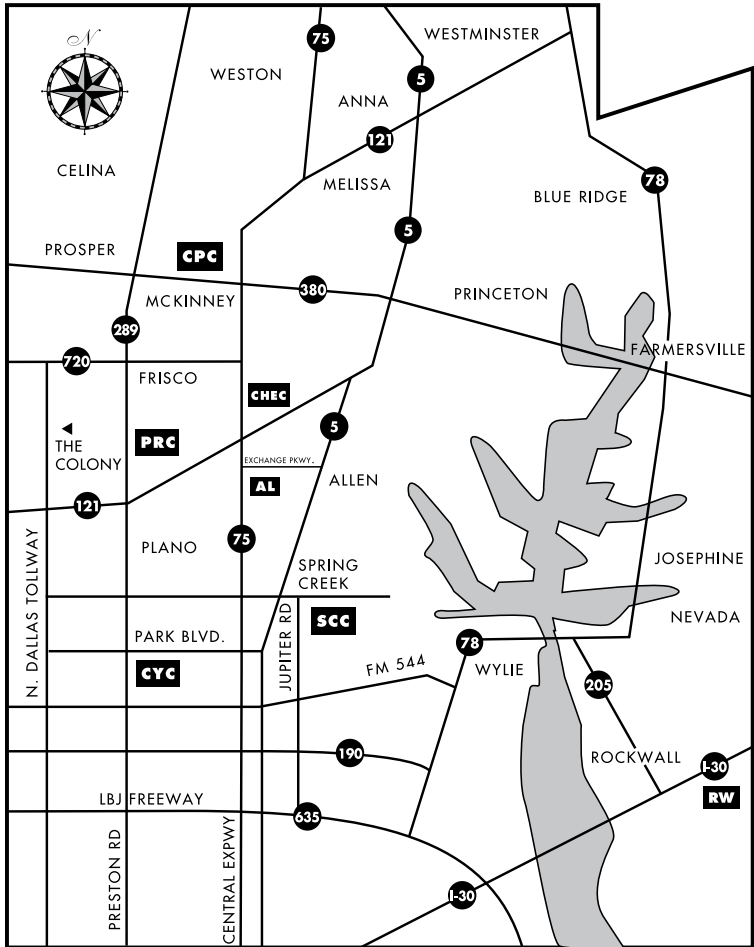 75
WESTMINSTER
N
WESTON
5
ANNA
121
CELINA
MELISSA
78
BLUE RIDGE
5
PROSPER
CPC
380
PRINCETON
MCKINNEY
289
FARMERSVILLE
720
FRISCO
CHEC
5
THE
COLONY
PRC
EXCHANGE PKWY.
AL
ALLEN
121
75
PLANO
SPRING
CREEK
JOSEPHINE
N. DALLAS TOLLWAY
JUPITER RD
SCC
NEVADA
PARK BLVD.
78
CYC
FM 544
WYLIE
205
190
ROCKWALL
I-30
RW
LBJ FREEWAY
635
PRESTON RD
CENTRAL EXPWY
I-30